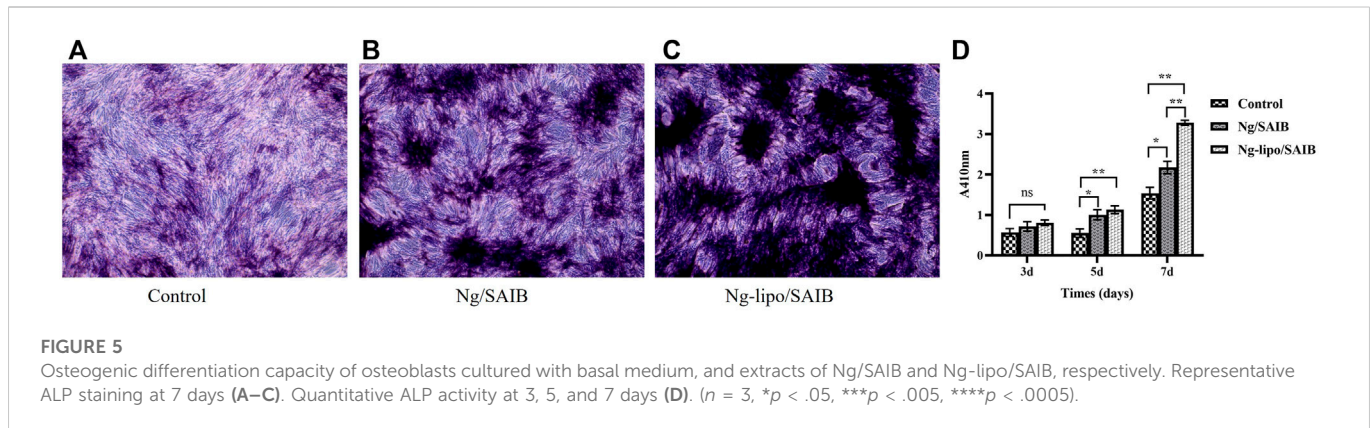 A
B
C
D
Control
Ng/SAIB
Ng-lipo/SAIB
A410nm
4
3
2
1
0
ns
*
**
*
**
**
3d
5d
7d
Times (days)
Control
Ng/SAIB
Ng-lipo/SAIB
FIGURE 5
Osteogenic differentiation capacity of osteoblasts cultured with basal medium, and extracts of Ng/SAIB and Ng-lipo/SAIB, respectively. Representative
ALP staining at 7 days (A–C). Quantitative ALP activity at 3, 5, and 7 days (D). (n = 3, *p < .05, ***p < .005, ****p < .0005).